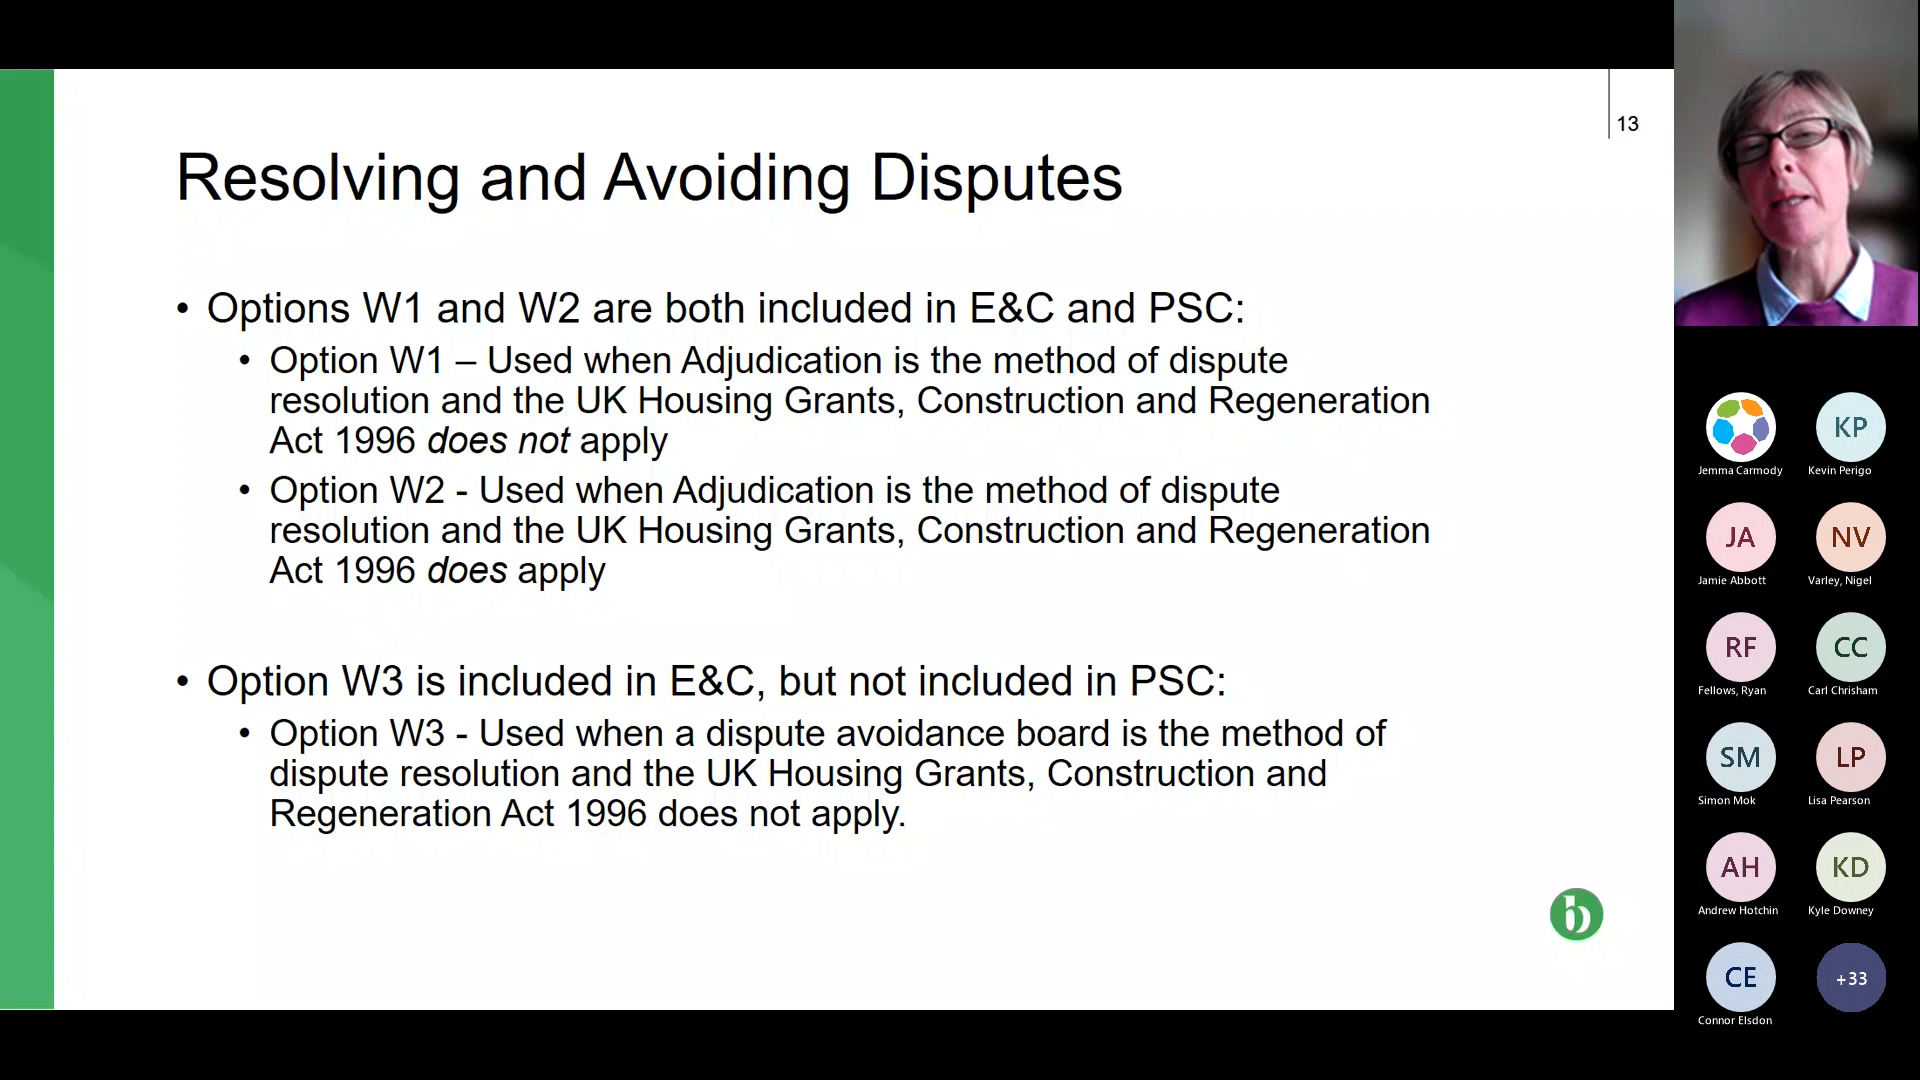 13
Resolving and Avoiding Disputes
• Options W1 and W2 are both included in E&C and PSC:
• Option W1 – Used when Adjudication is the method of dispute
resolution and the UK Housing Grants, Construction and Regeneration
Act 1996 does not apply
• Option W2 - Used when Adjudication is the method of dispute
resolution and the UK Housing Grants, Construction and Regeneration
Act 1996 does apply
• Option W3 is included in E&C, but not included in PSC:
• Option W3 - Used when a dispute avoidance board is the method of
dispute resolution and the UK Housing Grants, Construction and
Regeneration Act 1996 does not apply.
b
KP
Jemma Carmody
Kevin Perigo
JA
NV
Jamie Abbott
Varley, Nigel
RF
CC
Fellows, Ryan
Carl Chrisham
SM
LP
Simon Mok
Lisa Pearson
AH
KD
Andrew Hotchin
Kyle Downey
CE
+33
Connor Elsdon